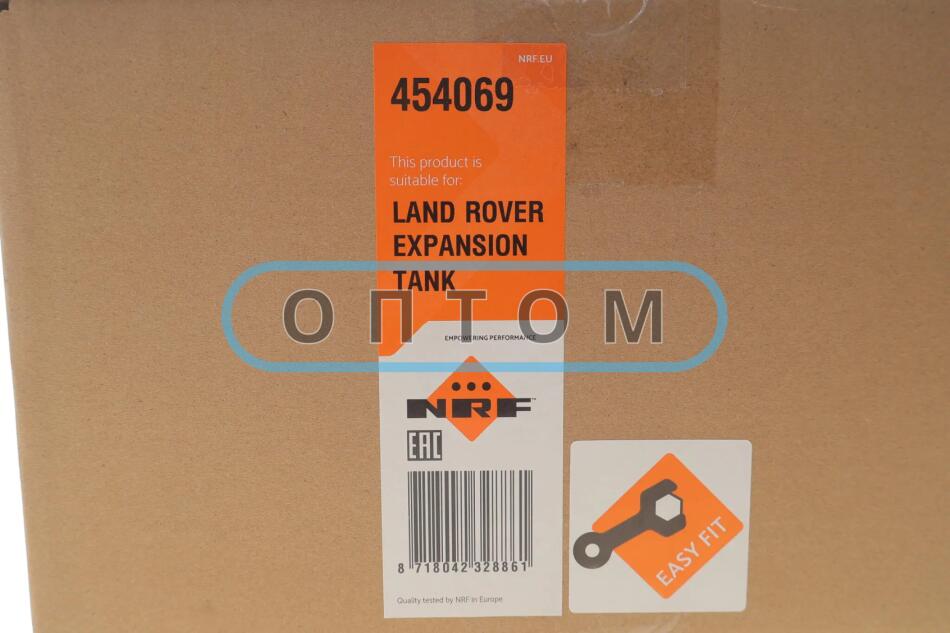 NRF.EU
454069
This product is
suitable for:
LAND ROVER
EXPANSION
TANK
ОПТОМ
EMPOWERING PERFORMANCE
NRF™
EAC
8 718042 328861
Quality tested by NRF in Europe
EASY FIT